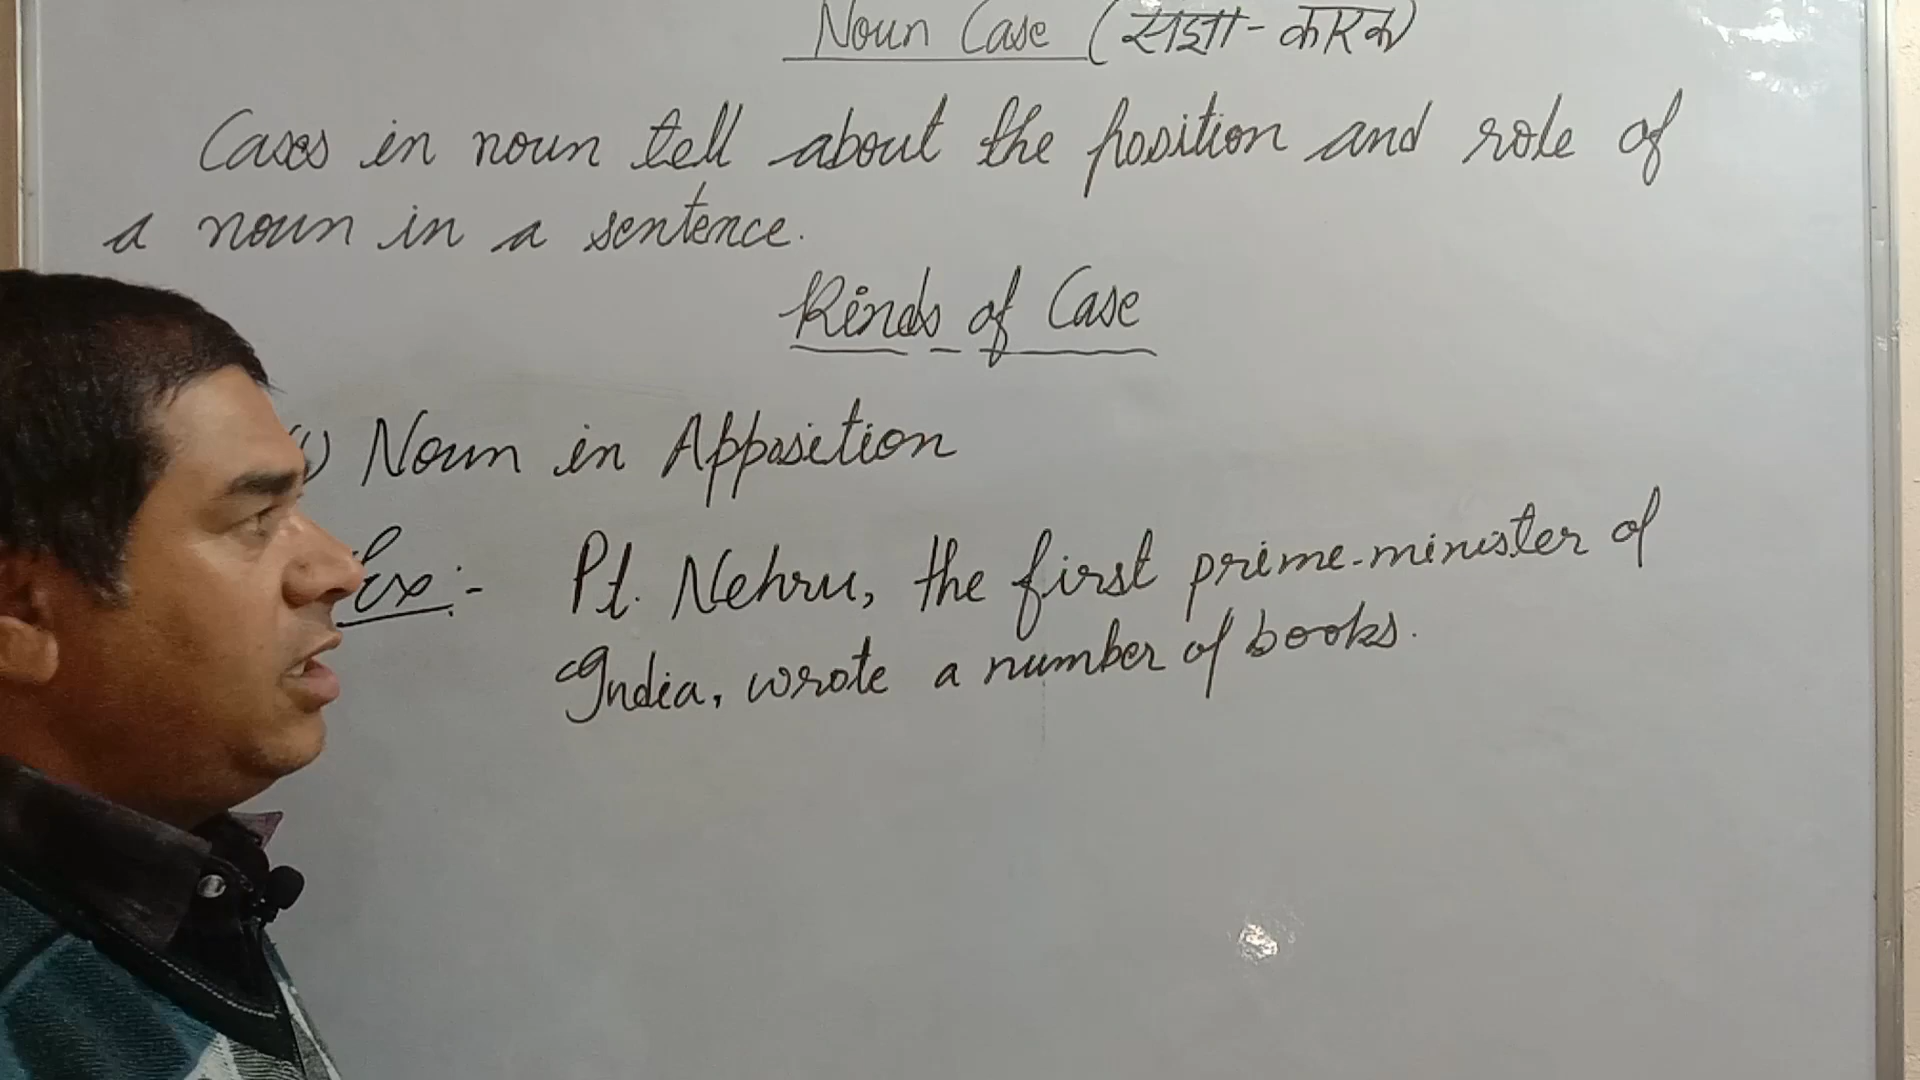 Noun Case (संज्ञा-कारक)
Cases in noun tell about the position and role of
a noun in a sentence.
Kinds of Case
Noun in Apposition
Ex:- Pt. Nehru, the first prime-minister of
India, wrote a number of books.